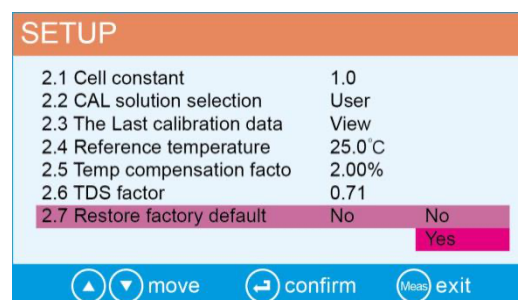 SETUP
2.1 Cell constant 1.0
2.2 CAL solution selection User
2.3 The Last calibration data View
2.4 Reference temperature 25.0°C
2.5 Temp compensation facto 2.00%
2.6 TDS factor 0.71
2.7 Restore factory default No No
Yes
move confirm Meas exit